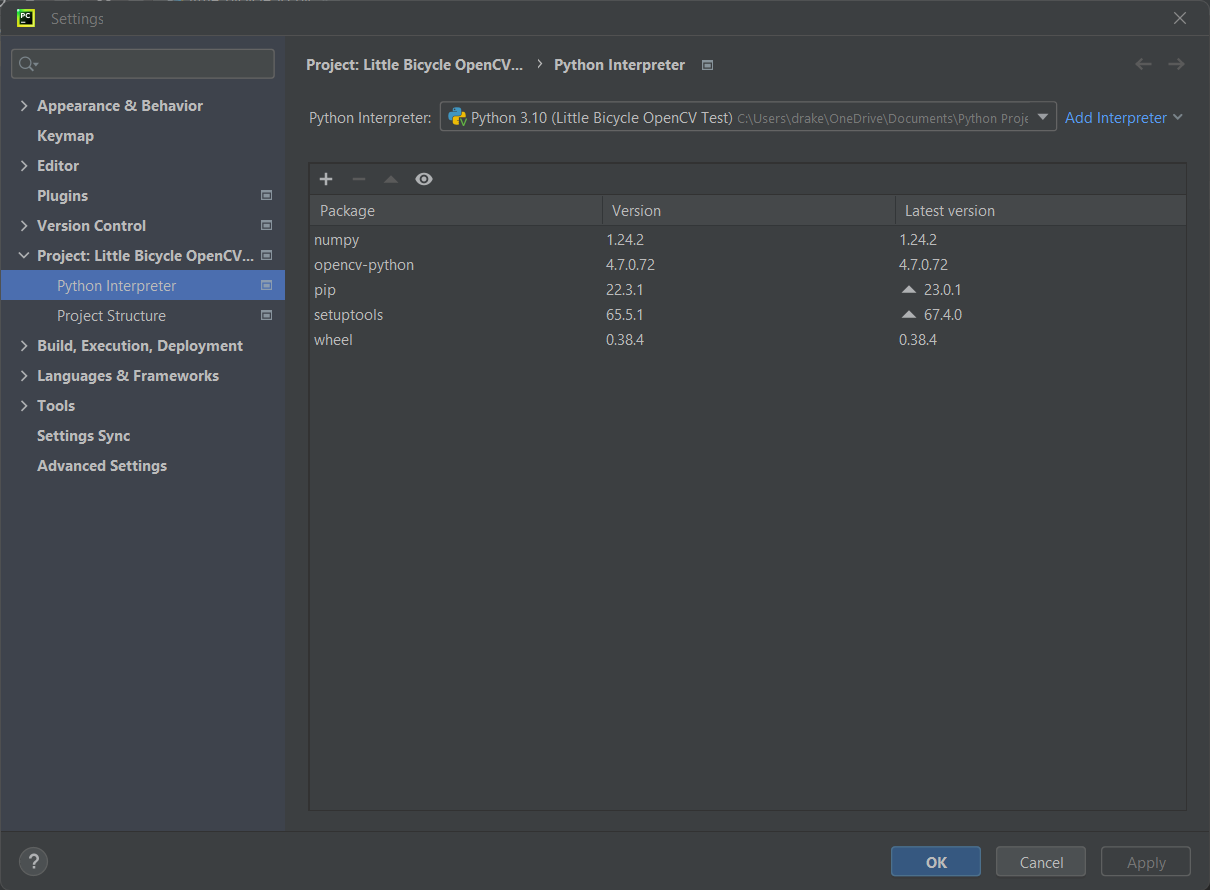 PC Settings
Appearance & Behavior
Keymap
Editor
Plugins
Version Control
Project: Little Bicycle OpenCV...
Python Interpreter
Project Structure
Build, Execution, Deployment
Languages & Frameworks
Tools
Settings Sync
Advanced Settings
Project: Little Bicycle OpenCV... › Python Interpreter
Python Interpreter: Python 3.10 (Little Bicycle OpenCV Test) C:\Users\drake\OneDrive\Documents\Python Proje Add Interpreter
Package Version Latest version
numpy 1.24.2 1.24.2
opencv-python 4.7.0.72 4.7.0.72
pip 22.3.1 23.0.1
setuptools 65.5.1 67.4.0
wheel 0.38.4 0.38.4
? OK Cancel Apply